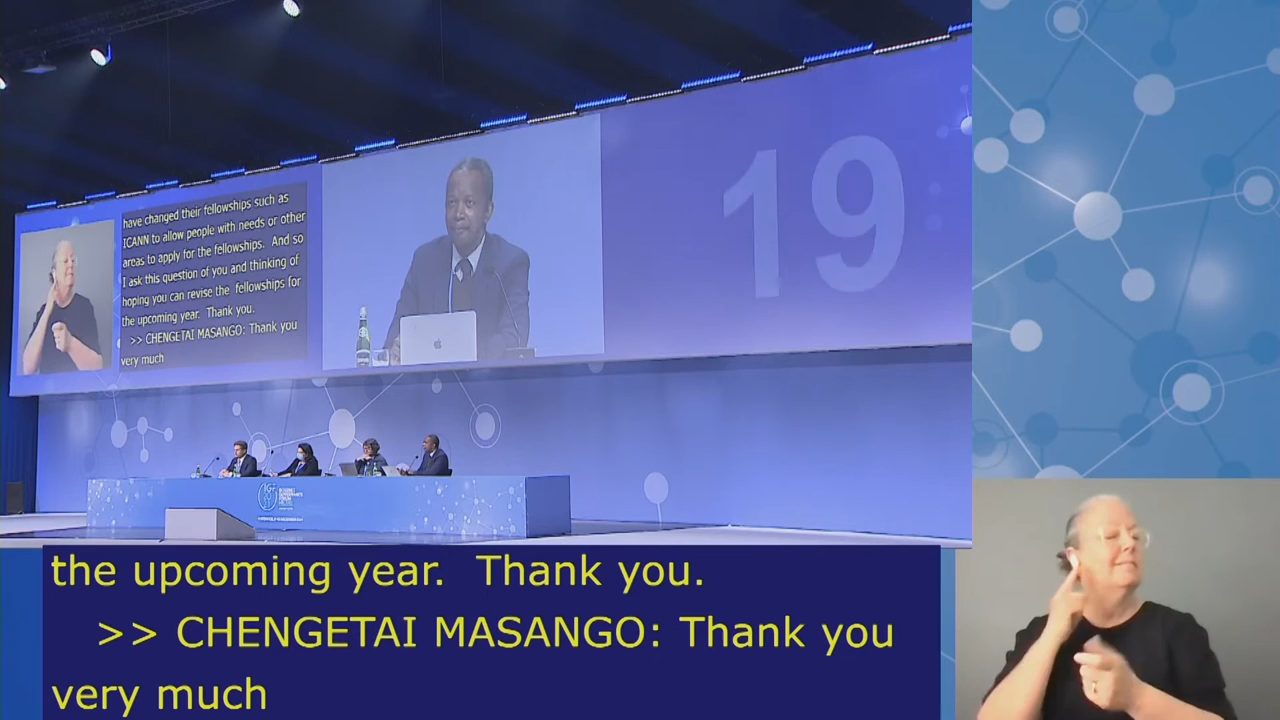 have changed their fellowships such as
ICANN to allow people with needs or other
areas to apply for the fellowships. And so
I ask this question of you and thinking of
hoping you can revise the fellowships for
the upcoming year. Thank you.
>> CHENGETAI MASANGO: Thank you
very much
19
the upcoming year. Thank you.
>> CHENGETAI MASANGO: Thank you
very much